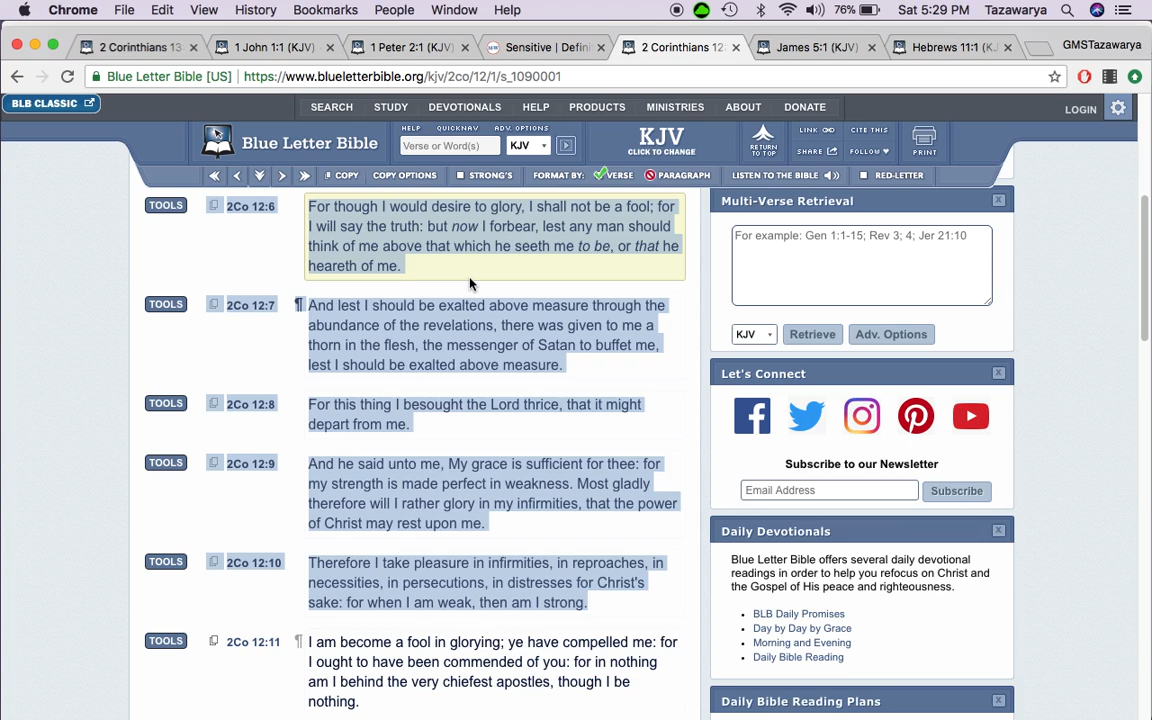 Chrome File Edit View History Bookmarks People Window Help 76% Sat 5:29 PM Tazawarya
2 Corinthians 13 1 John 1:1 (KJV) 1 Peter 2:1 (KJV) Sensitive | Defini 2 Corinthians 12: James 5:1 (KJV) Hebrews 11:1 (KJ GMSTazawarya
Blue Letter Bible [US] https://www.blueletterbible.org/kjv/2co/12/1/s_1090001
BLB CLASSIC
SEARCH STUDY DEVOTIONALS HELP PRODUCTS MINISTRIES ABOUT DONATE LOGIN
HELP QUICKNAV ADV. OPTIONS
Blue Letter Bible Verse or Word(s) KJV
KJV
CLICK TO CHANGE
RETURN
TO TOP
LINK CITE THIS
SHARE FOLLOW PRINT
COPY COPY OPTIONS STRONG'S FORMAT BY: VERSE PARAGRAPH LISTEN TO THE BIBLE RED-LETTER
TOOLS 2Co 12:6 For though I would desire to glory, I shall not be a fool; for
I will say the truth: but now I forbear, lest any man should
think of me above that which he seeth me to be, or that he
heareth of me.
TOOLS 2Co 12:7 ¶ And lest I should be exalted above measure through the
abundance of the revelations, there was given to me a
thorn in the flesh, the messenger of Satan to buffet me,
lest I should be exalted above measure.
TOOLS 2Co 12:8 For this thing I besought the Lord thrice, that it might
depart from me.
TOOLS 2Co 12:9 And he said unto me, My grace is sufficient for thee: for
my strength is made perfect in weakness. Most gladly
therefore will I rather glory in my infirmities, that the power
of Christ may rest upon me.
TOOLS 2Co 12:10 Therefore I take pleasure in infirmities, in reproaches, in
necessities, in persecutions, in distresses for Christ's
sake: for when I am weak, then am I strong.
TOOLS 2Co 12:11 ¶ I am become a fool in glorying; ye have compelled me: for
I ought to have been commended of you: for in nothing
am I behind the very chiefest apostles, though I be
nothing.
Multi-Verse Retrieval
For example: Gen 1:1-15; Rev 3; 4; Jer 21:10
KJV Retrieve Adv. Options
Let's Connect
Subscribe to our Newsletter
Email Address Subscribe
Daily Devotionals
Blue Letter Bible offers several daily devotional
readings in order to help you refocus on Christ and
the Gospel of His peace and righteousness.
BLB Daily Promises
Day by Day by Grace
Morning and Evening
Daily Bible Reading
Daily Bible Reading Plans